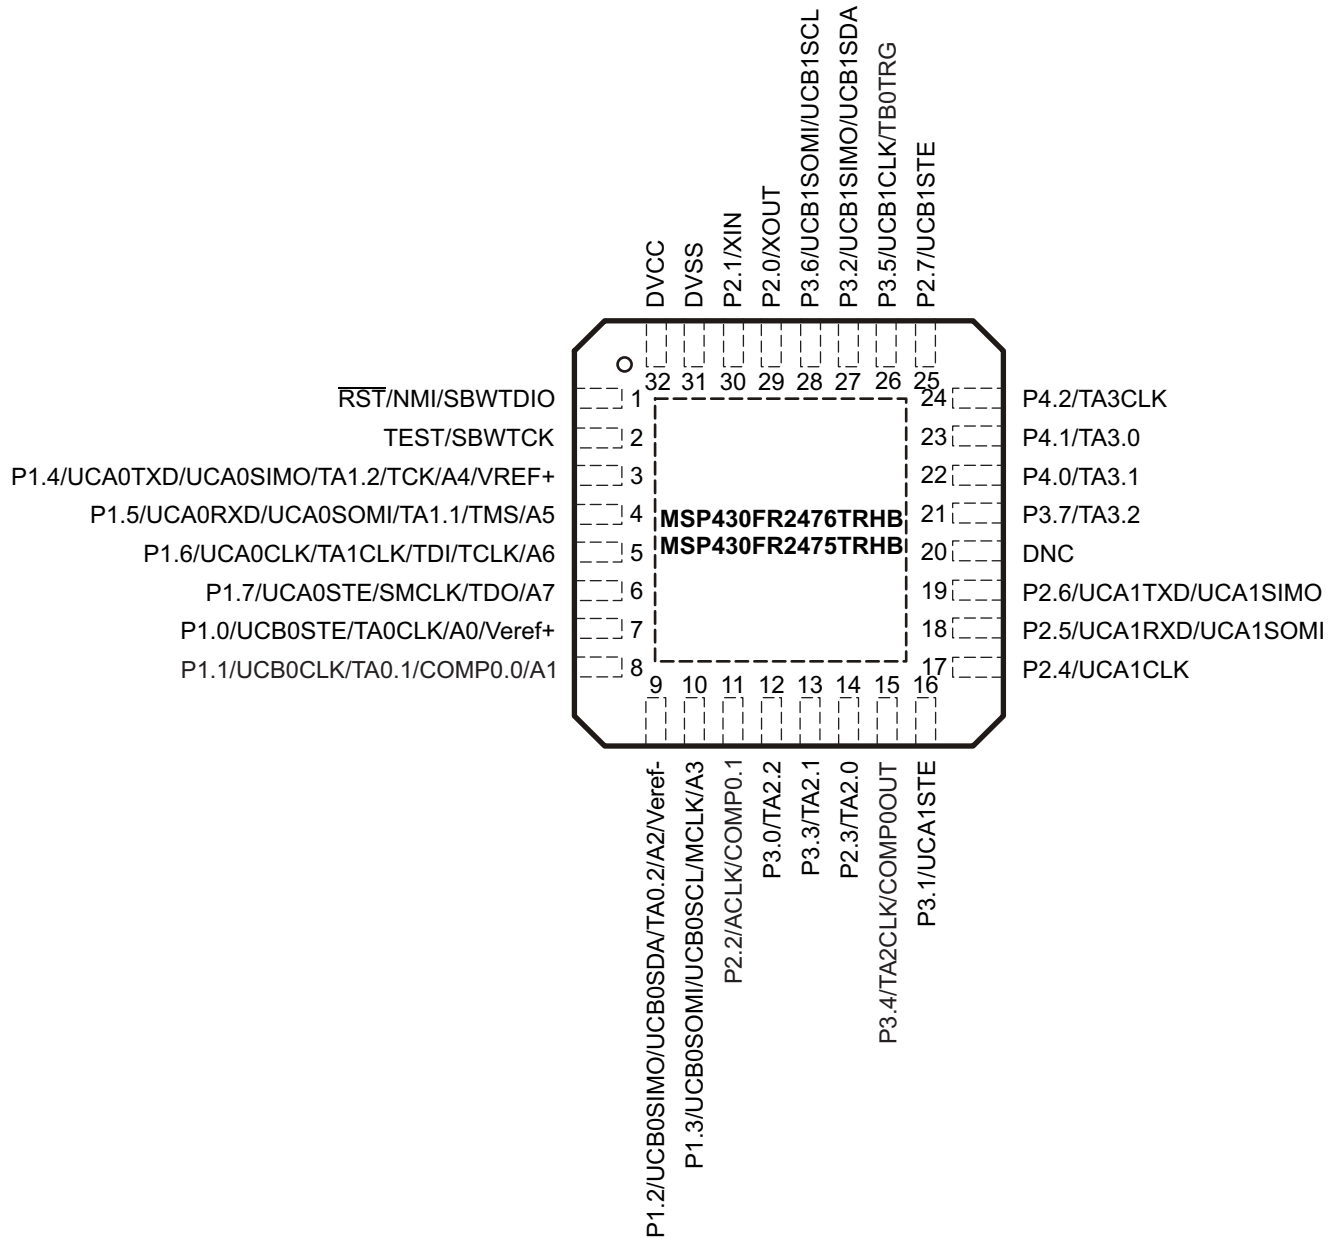 P3.6/UCB1SOMI/UCB1SCL
P3.2/UCB1SIMO/UCB1SDA
P3.5/UCB1CLK/TB0TRG
P2.7/UCB1STE
DVCC
DVSS
P2.1/XIN
P2.0/XOUT
32 31 30 29 28 27 26 25
R̅S̅T̅/NMI/SBWTDIO 1
TEST/SBWTCK 2
P1.4/UCA0TXD/UCA0SIMO/TA1.2/TCK/A4/VREF+ 3
P1.5/UCA0RXD/UCA0SOMI/TA1.1/TMS/A5 4
P1.6/UCA0CLK/TA1CLK/TDI/TCLK/A6 5
P1.7/UCA0STE/SMCLK/TDO/A7 6
P1.0/UCB0STE/TA0CLK/A0/Veref+ 7
P1.1/UCB0CLK/TA0.1/COMP0.0/A1 8
MSP430FR2476TRHB
MSP430FR2475TRHB
24 P4.2/TA3CLK
23 P4.1/TA3.0
22 P4.0/TA3.1
21 P3.7/TA3.2
20 DNC
19 P2.6/UCA1TXD/UCA1SIMO
18 P2.5/UCA1RXD/UCA1SOMI
17 P2.4/UCA1CLK
9 10 11 12 13 14 15 16
P1.2/UCB0SIMO/UCB0SDA/TA0.2/A2/Veref-
P1.3/UCB0SOMI/UCB0SCL/MCLK/A3
P2.2/ACLK/COMP0.1
P3.0/TA2.2
P3.3/TA2.1
P2.3/TA2.0
P3.4/TA2CLK/COMP0OUT
P3.1/UCA1STE